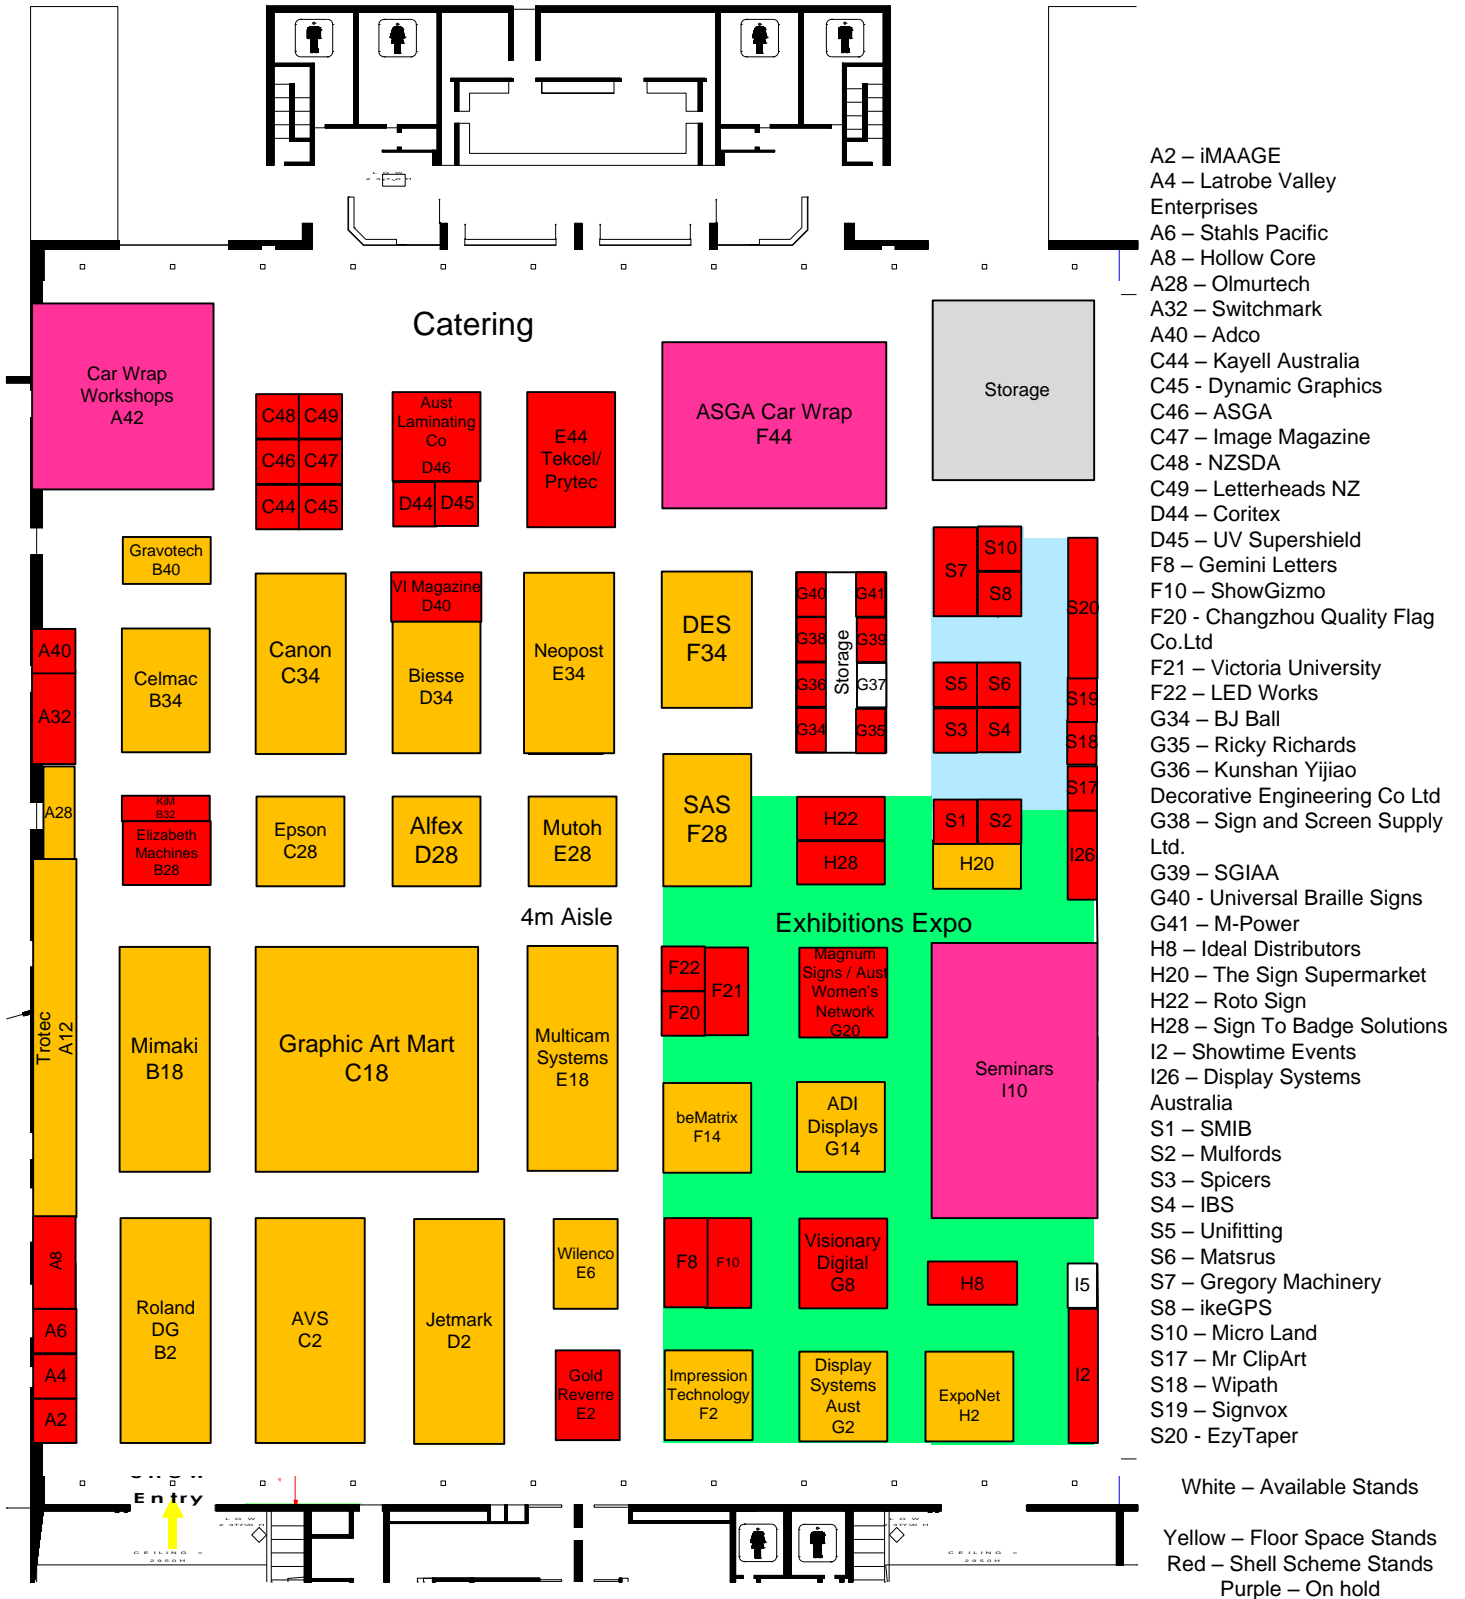 Catering
Car Wrap
Workshops
A42
ASGA Car Wrap
F44
Storage
C48
C49
C46
C47
C44
C45
Aust
Laminating
Co
D46
D44
D45
E44
Tekcel/
Prytec
Gravotech
B40
S7
S10
S8
S20
A40
A32
Celmac
B34
Canon
C34
VI Magazine
D40
Biesse
D34
Neopost
E34
DES
F34
G40
G38
G36
G34
Storage
G41
G39
G37
G35
S5
S6
S3
S4
S19
S18
S17
A28
KiM
B32
Elizabeth
Machines
B28
Epson
C28
Alfex
D28
Mutoh
E28
SAS
F28
H22
H28
S1
S2
H20
I26
4m Aisle
Exhibitions Expo
Trotec
A12
Mimaki
B18
Graphic Art Mart
C18
Multicam
Systems
E18
F22
F20
F21
Magnum
Signs / Aust
Women's
Network
G20
Seminars
I10
beMatrix
F14
ADI
Displays
G14
A8
A6
A4
A2
Roland
DG
B2
AVS
C2
Jetmark
D2
Wilenco
E6
Gold
Reverre
E2
F8
F10
Visionary
Digital
G8
H8
I5
I2
Impression
Technology
F2
Display
Systems
Aust
G2
ExpoNet
H2
Entry
CEILING =
2950H
CEILING =
2950H
A2 – iMAAGE
A4 – Latrobe Valley
Enterprises
A6 – Stahls Pacific
A8 – Hollow Core
A28 – Olmurtech
A32 – Switchmark
A40 – Adco
C44 – Kayell Australia
C45 - Dynamic Graphics
C46 – ASGA
C47 – Image Magazine
C48 - NZSDA
C49 – Letterheads NZ
D44 – Coritex
D45 – UV Supershield
F8 – Gemini Letters
F10 – ShowGizmo
F20 - Changzhou Quality Flag
Co.Ltd
F21 – Victoria University
F22 – LED Works
G34 – BJ Ball
G35 – Ricky Richards
G36 – Kunshan Yijiao
Decorative Engineering Co Ltd
G38 – Sign and Screen Supply
Ltd.
G39 – SGIAA
G40 - Universal Braille Signs
G41 – M-Power
H8 – Ideal Distributors
H20 – The Sign Supermarket
H22 – Roto Sign
H28 – Sign To Badge Solutions
I2 – Showtime Events
I26 – Display Systems
Australia
S1 – SMIB
S2 – Mulfords
S3 – Spicers
S4 – IBS
S5 – Unifitting
S6 – Matsrus
S7 – Gregory Machinery
S8 – ikeGPS
S10 – Micro Land
S17 – Mr ClipArt
S18 – Wipath
S19 – Signvox
S20 - EzyTaper
White – Available Stands
Yellow – Floor Space Stands
Red – Shell Scheme Stands
Purple – On hold